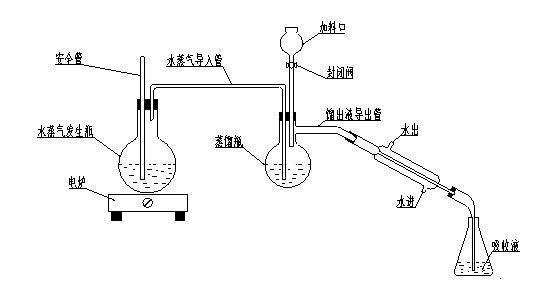 加料口
安全管
水蒸气导入管
封闭阀
馏出液导出管
水出
水蒸气发生瓶
蒸馏瓶
电炉
水进
吸收液